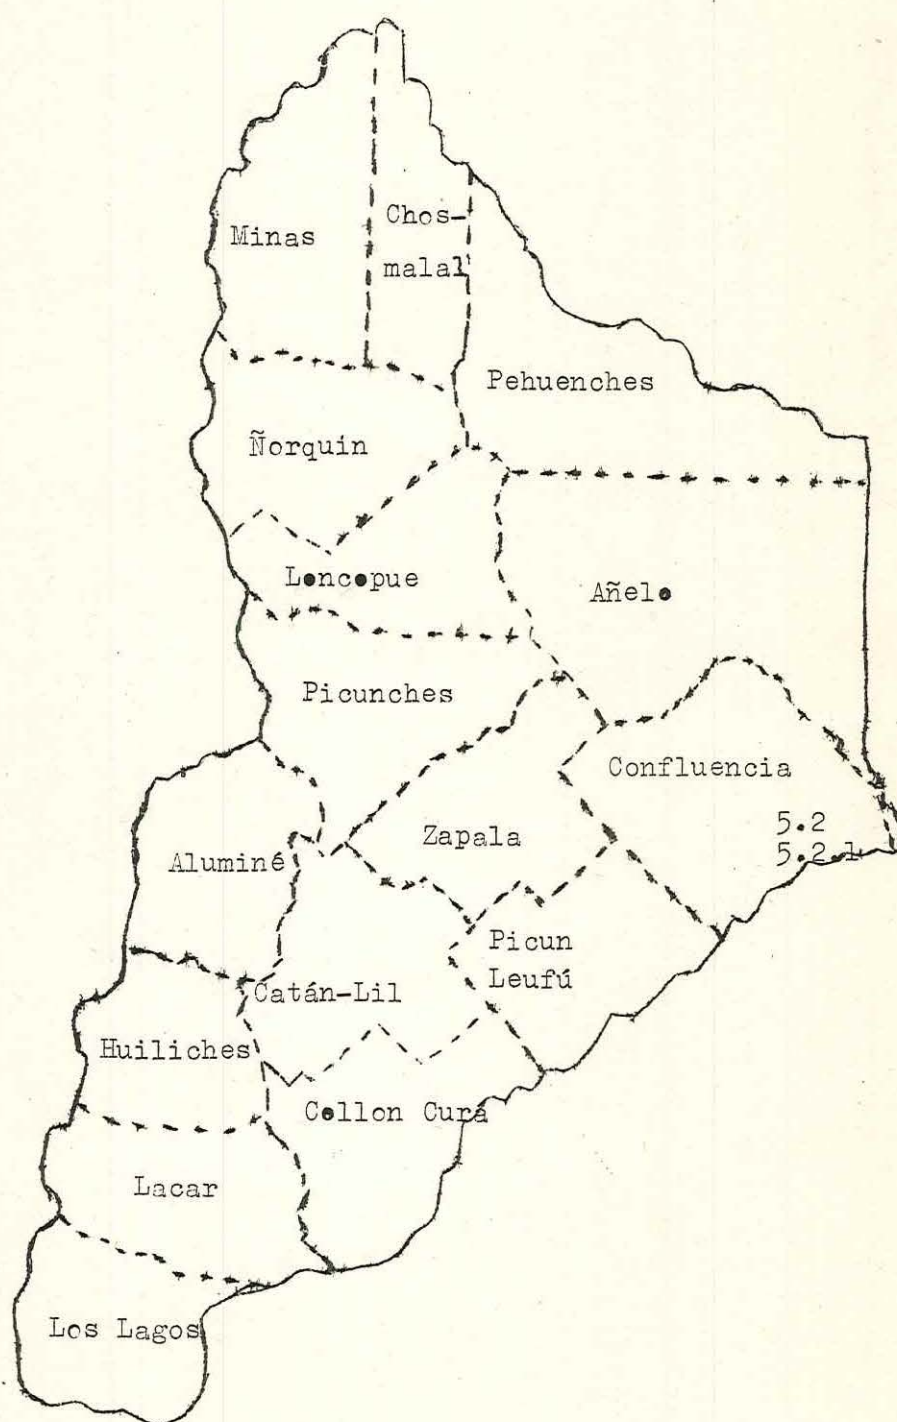 Minas
Chos-
malal
Pehuenches
Ñorquin
Loncopue
Añelo
Picunches
Confluencia
5.2
5.2.1
Zapala
Aluminé
Picun
Leufú
Catán-Lil
Huiliches
Collon Curá
Lacar
Los Lagos